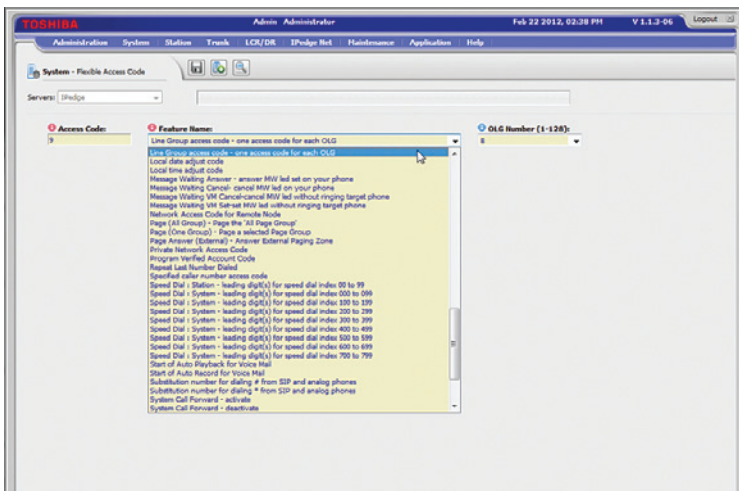 TOSHIBA
Admin Administrator
Feb 22 2012, 02:38 PM
V 1.1.3-06
Logout
Administration System Station Trunk LCR/DR IPedge Net Maintenance Application Help
System - Flexible Access Code
Servers: IPedge
Access Code:
Feature Name:
OLG Number (1-128):
9
Line Group access code - one access code for each OLG
8
Line Group access code - one access code for each OLG
Local date adjust code
Local time adjust code
Message Waiting Answer - answer MW led set on your phone
Message Waiting Cancel- cancel MW led on your phone
Message Waiting VM Cancel-cancel MW led without ringing target phone
Message Waiting VM Set-set MW led without ringing target phone
Network Access Code for Remote Node
Page (All Group) - Page the 'All Page Group'
Page (One Group) - Page a selected Page Group
Page Answer (External) - Answer External Paging Zone
Private Network Access Code
Program Verified Account Code
Repeat Last Number Dialed
Specified caller number access code
Speed Dial : Station - leading digit(s) for speed dial index 00 to 99
Speed Dial : System - leading digit(s) for speed dial index 000 to 099
Speed Dial : System - leading digit(s) for speed dial index 100 to 199
Speed Dial : System - leading digit(s) for speed dial index 200 to 299
Speed Dial : System - leading digit(s) for speed dial index 300 to 399
Speed Dial : System - leading digit(s) for speed dial index 400 to 499
Speed Dial : System - leading digit(s) for speed dial index 500 to 599
Speed Dial : System - leading digit(s) for speed dial index 600 to 699
Speed Dial : System - leading digit(s) for speed dial index 700 to 799
Start of Auto Playback for Voice Mail
Start of Auto Record for Voice Mail
Substitution number for dialing # from SIP and analog phones
Substitution number for dialing * from SIP and analog phones
System Call Forward - activate
System Call Forward - deactivate